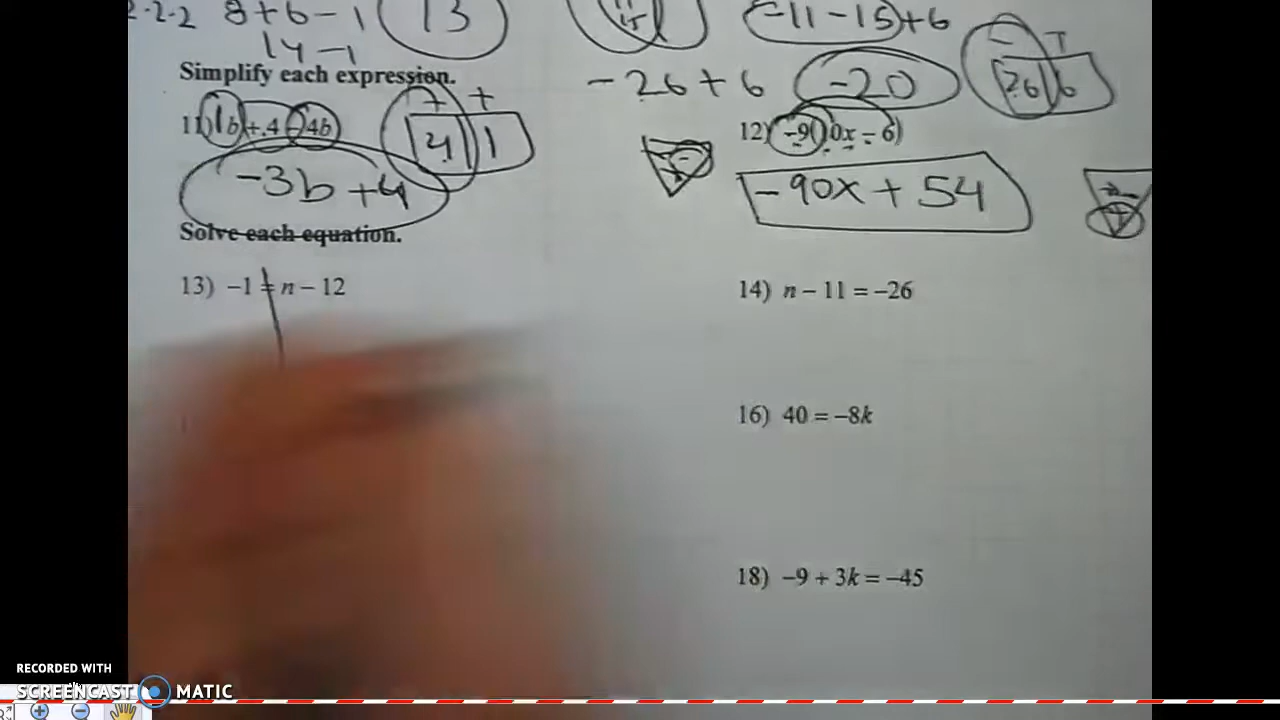 2·2·2 8+6-1 13
14-1
-11-15+6
Simplify each expression.
-26+6 -20
- +
26 6
11) 1b + 4 - 4b
+ +
4 1
12) -9(10x - 6)
-3b+4
-90x + 54
Solve each equation.
13) -1 = n - 12
14) n - 11 = -26
16) 40 = -8k
18) -9 + 3k = -45
RECORDED WITH
SCREENCAST MATIC